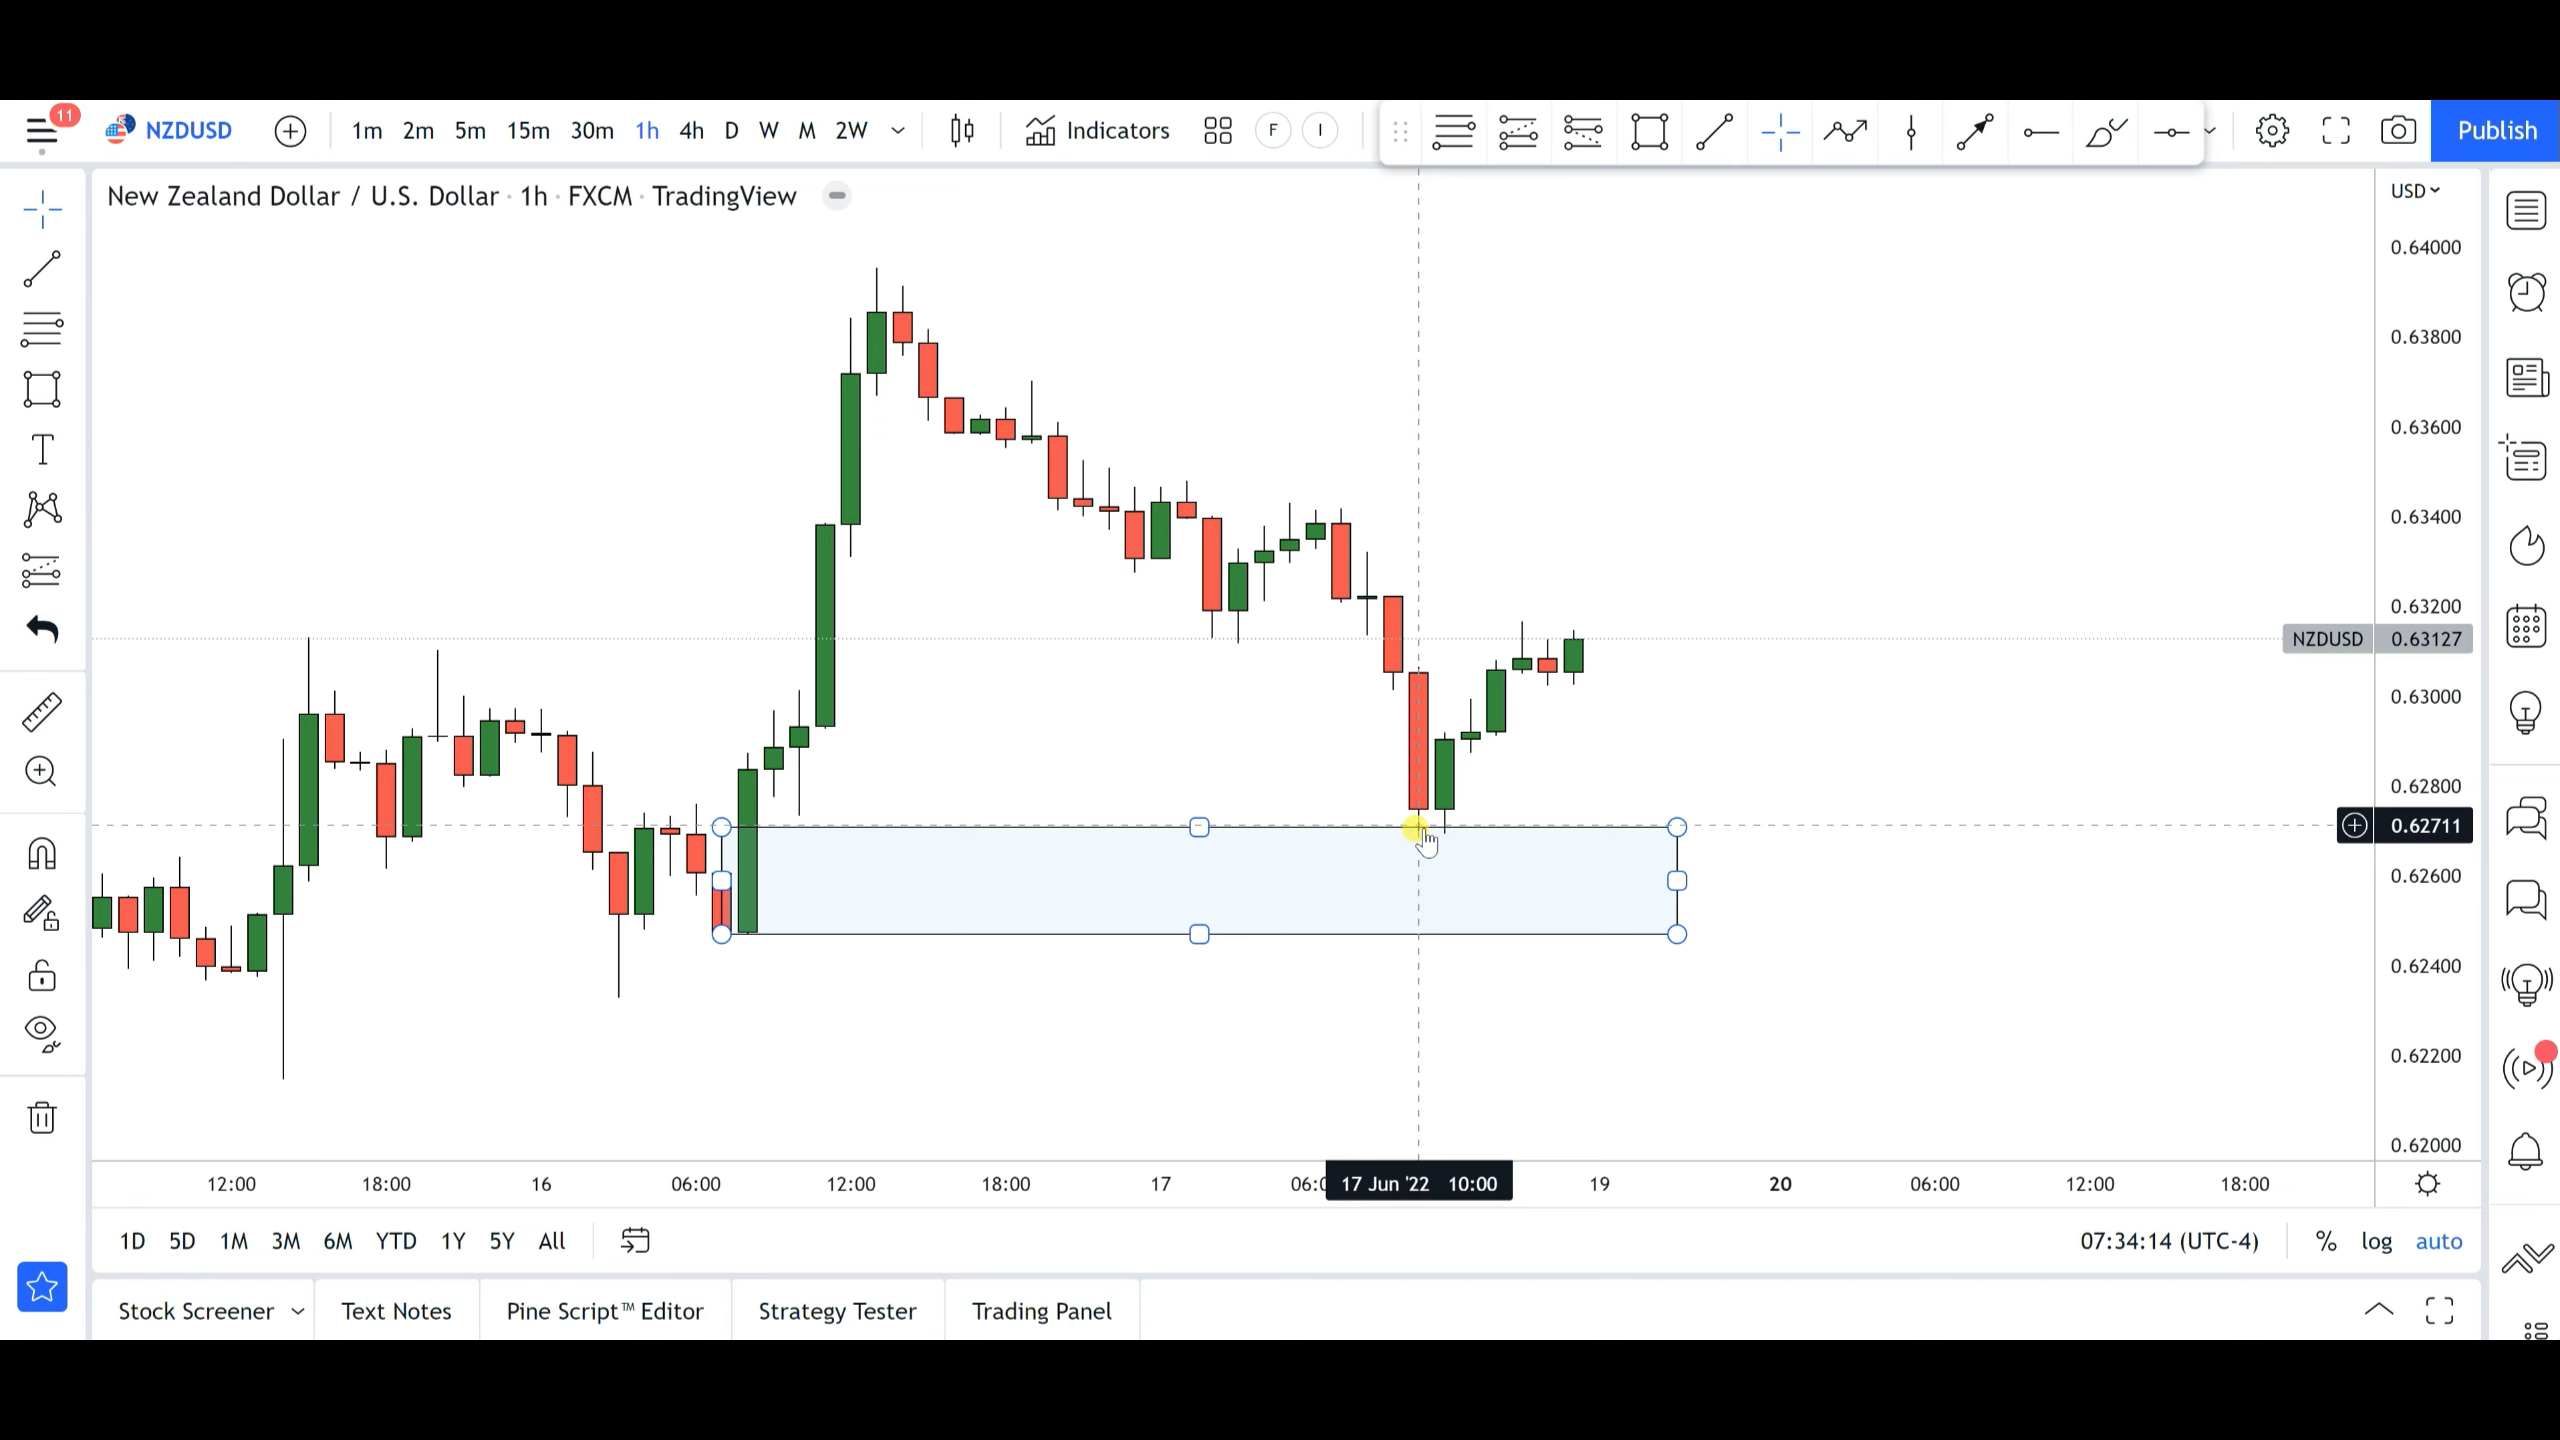 11
NZDUSD 1m 2m 5m 15m 30m 1h 4h D W M 2W Indicators F I Publish
New Zealand Dollar / U.S. Dollar · 1h · FXCM · TradingView
USD
0.64000
0.63800
0.63600
0.63400
0.63200
NZDUSD 0.63127
0.63000
0.62800
0.62711
0.62600
0.62400
0.62200
0.62000
12:00 18:00 16 06:00 12:00 18:00 17 06:0 17 Jun '22 10:00 19 20 06:00 12:00 18:00
1D 5D 1M 3M 6M YTD 1Y 5Y All 07:34:14 (UTC-4) % log auto
Stock Screener Text Notes Pine Script™ Editor Strategy Tester Trading Panel